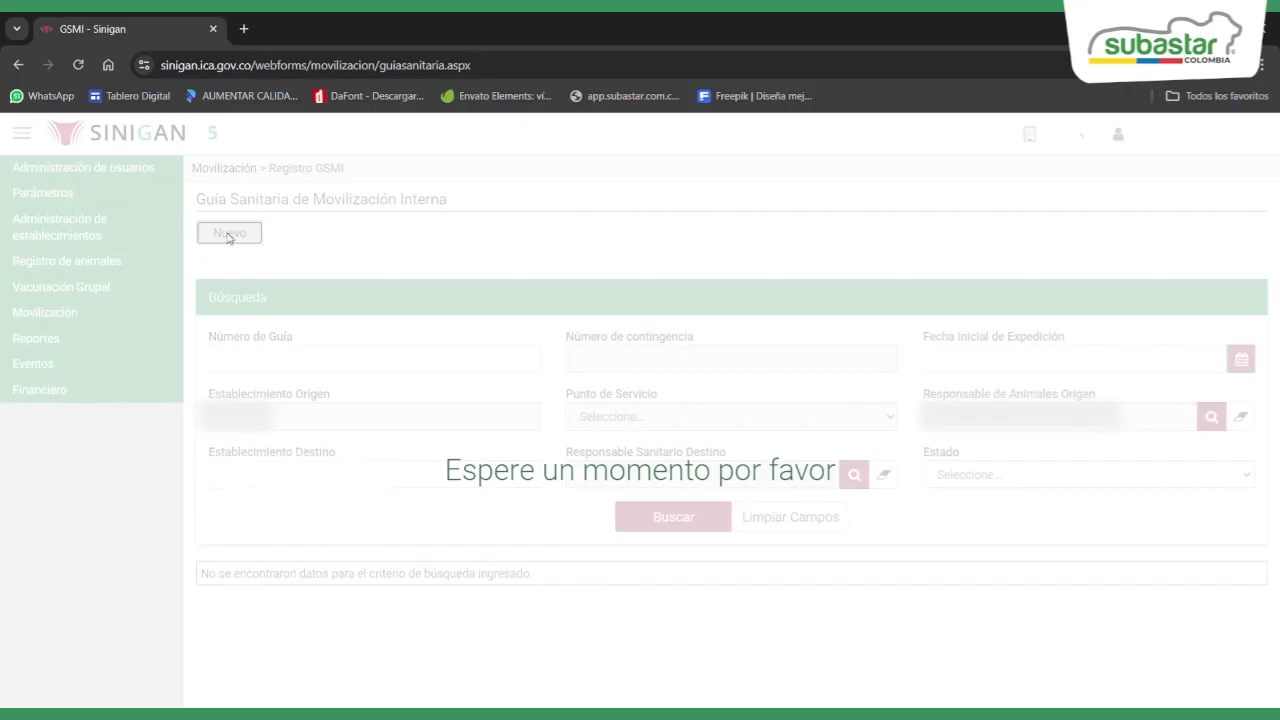 GSMI - Sinigan
subastar
COLOMBIA
sinigan.ica.gov.co/webforms/movilizacion/guiasanitaria.aspx
WhatsApp
Tablero Digital
AUMENTAR CALIDA...
DaFont - Descargar...
Envato Elements: vi...
app.subastar.com.c...
Freepik | Diseña mej...
Todos los favoritos
SINIGAN 5
Administración de usuarios
Parámetros
Administración de
establecimientos
Registro de animales
Vacunación Grupal
Movilización
Reportes
Eventos
Financiero
Movilización > Registro GSMI
Guía Sanitaria de Movilización Interna
Nuevo
Búsqueda
Número de Guía
Número de contingencia
Fecha Inicial de Expedición
Establecimiento Origen
Punto de Servicio
Responsable de Animales Origen
Seleccione...
Establecimiento Destino
Responsable Sanitario Destino
Estado
Seleccione...
Espere un momento por favor
Buscar
Limpiar Campos
No se encontraron datos para el criterio de búsqueda ingresado